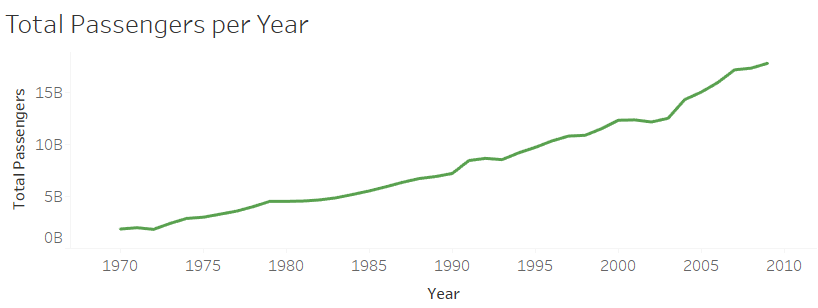 Total Passengers per Year
Total Passengers
15B
10B
5B
0B
1970 1975 1980 1985 1990 1995 2000 2005 2010
Year